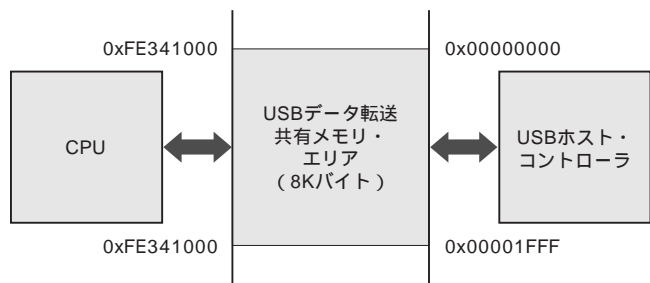 0xFE341000
0x00000000
CPU
USBデータ転送
共有メモリ・
エリア
(8Kバイト)
USBホスト・
コントローラ
0xFE341000
0x00001FFF